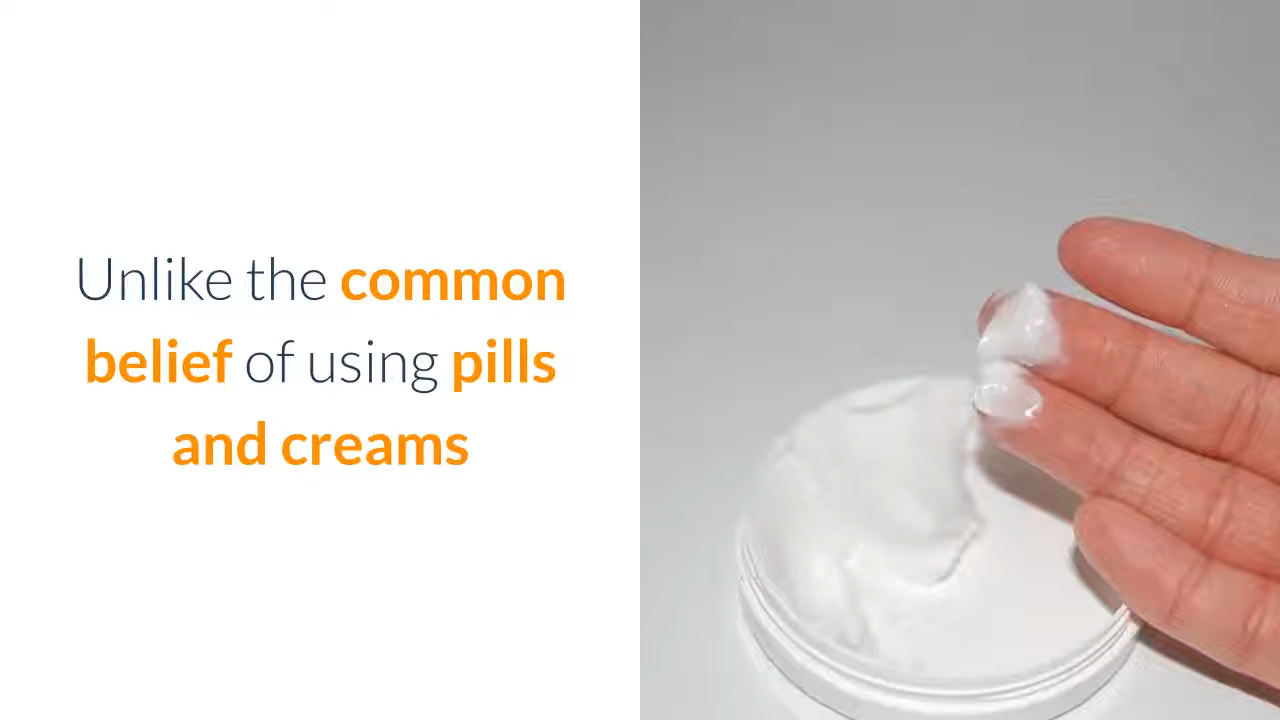 Unlike the common
belief of using pills
and creams